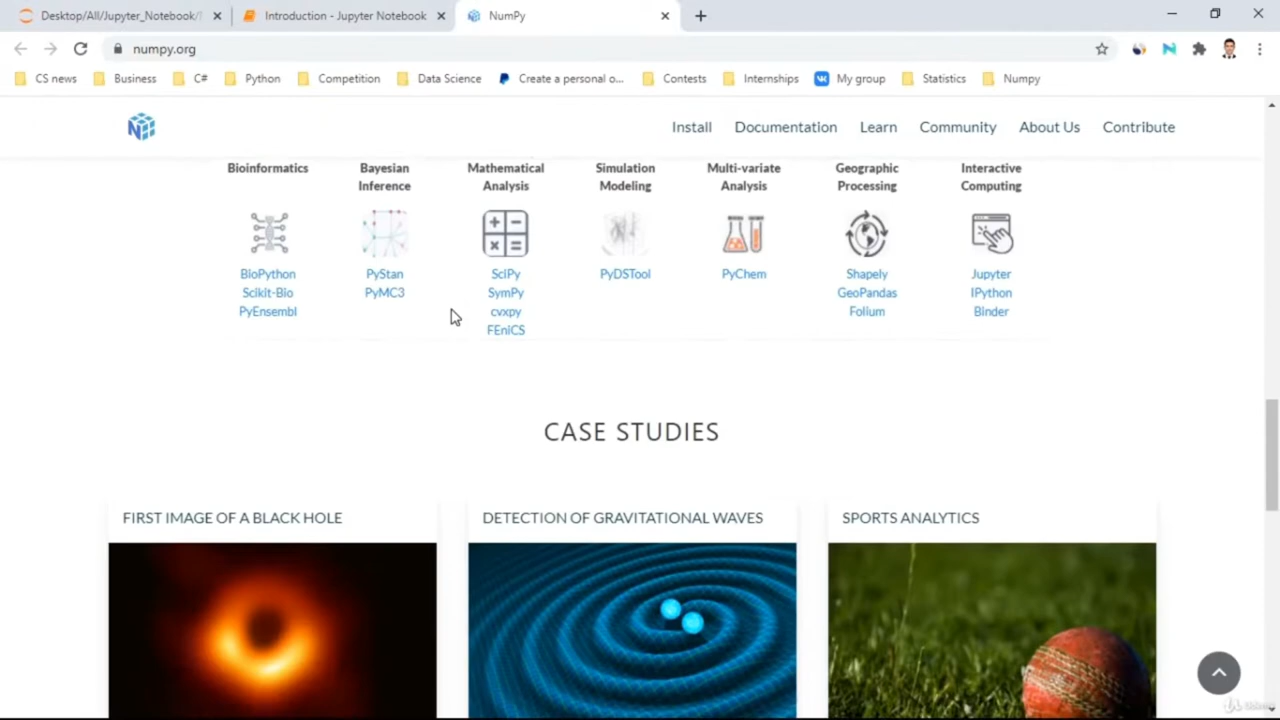 Desktop/All/Jupyter_Notebook/
Introduction - Jupyter Notebook
NumPy
numpy.org
CS news
Business
C#
Python
Competition
Data Science
Create a personal o...
Contests
Internships
My group
Statistics
Numpy
Install
Documentation
Learn
Community
About Us
Contribute
Bioinformatics
Bayesian
Inference
Mathematical
Analysis
Simulation
Modeling
Multi-variate
Analysis
Geographic
Processing
Interactive
Computing
BioPython
Scikit-Bio
PyEnsembl
PyStan
PyMC3
SciPy
SymPy
cvxpy
FEniCS
PyDSTool
PyChem
Shapely
GeoPandas
Folium
Jupyter
IPython
Binder
CASE STUDIES
FIRST IMAGE OF A BLACK HOLE
DETECTION OF GRAVITATIONAL WAVES
SPORTS ANALYTICS